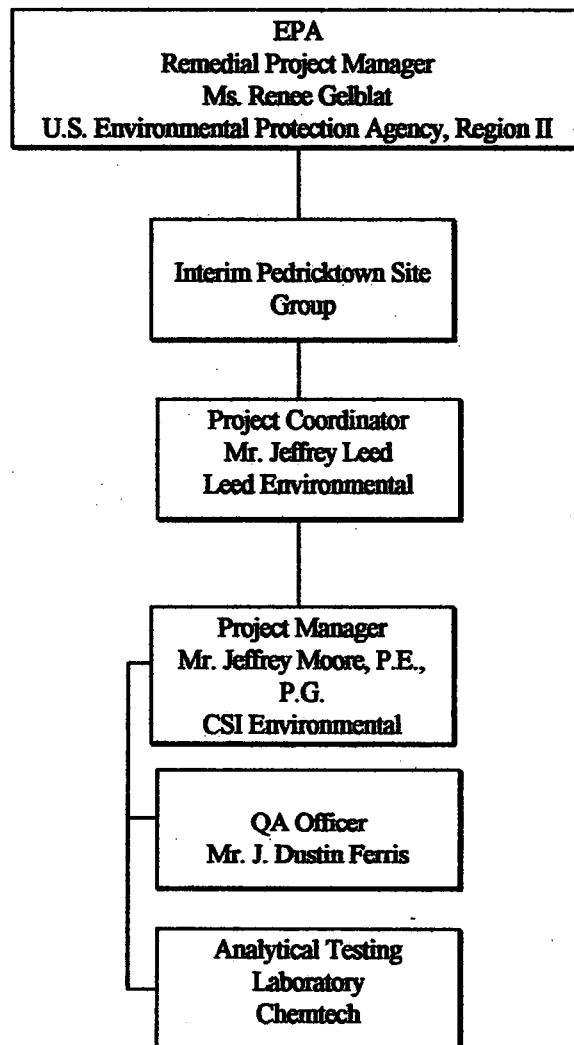 EPA
Remedial Project Manager
Ms. Renee Gelblat
U.S. Environmental Protection Agency, Region II
Interim Pedricktown Site
Group
Project Coordinator
Mr. Jeffrey Leed
Leed Environmental
Project Manager
Mr. Jeffrey Moore, P.E.,
P.G.
CSI Environmental
QA Officer
Mr. J. Dustin Ferris
Analytical Testing
Laboratory
Chemtech